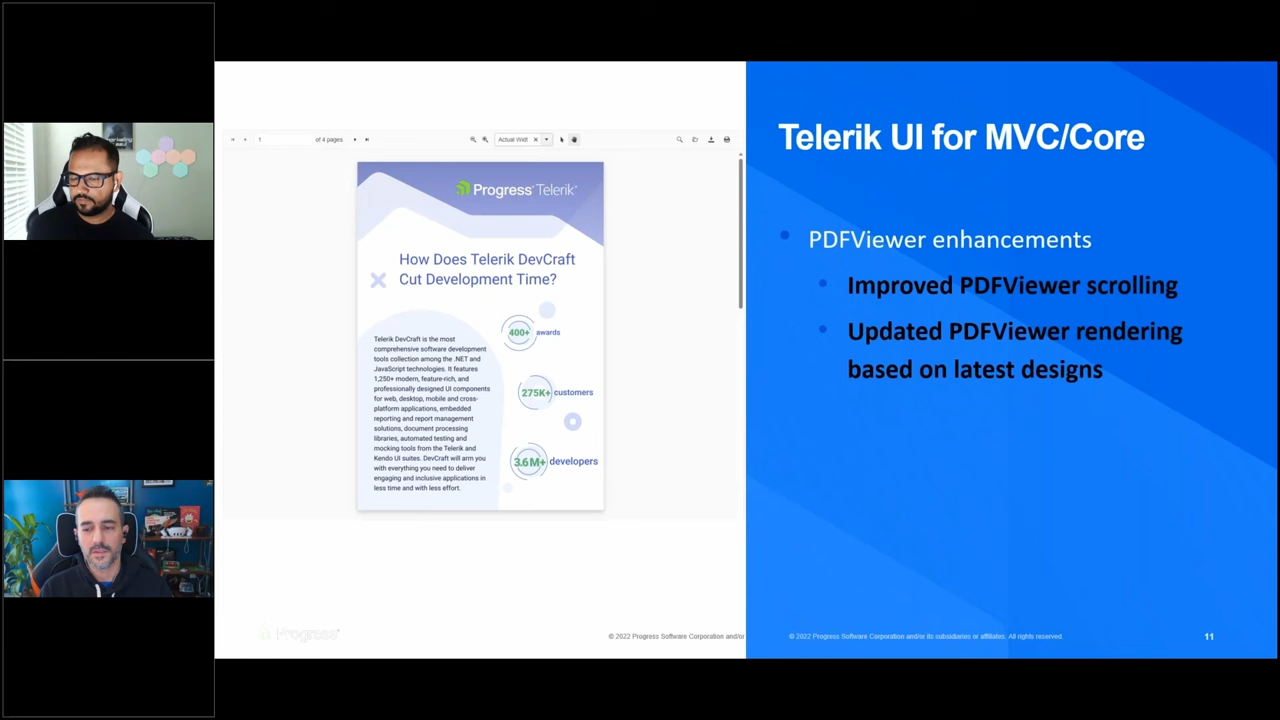 1
of 4 pages
Actual Widt
Progress Telerik
How Does Telerik DevCraft
Cut Development Time?
400+ awards
Telerik DevCraft is the most
comprehensive software development
tools collection among the .NET and
JavaScript technologies. It features
1,250+ modern, feature-rich, and
professionally designed UI components
for web, desktop, mobile and cross-
platform applications, embedded
reporting and report management
solutions, document processing
libraries, automated testing and
mocking tools from the Telerik and
Kendo UI suites. DevCraft will arm you
with everything you need to deliver
engaging and inclusive applications in
less time and with less effort.
275K+ customers
3.6M+ developers
Progress
© 2022 Progress Software Corporation and/or
Telerik UI for MVC/Core
PDFViewer enhancements
Improved PDFViewer scrolling
Updated PDFViewer rendering
based on latest designs
© 2022 Progress Software Corporation and/or its subsidiaries or affiliates. All rights reserved.
11